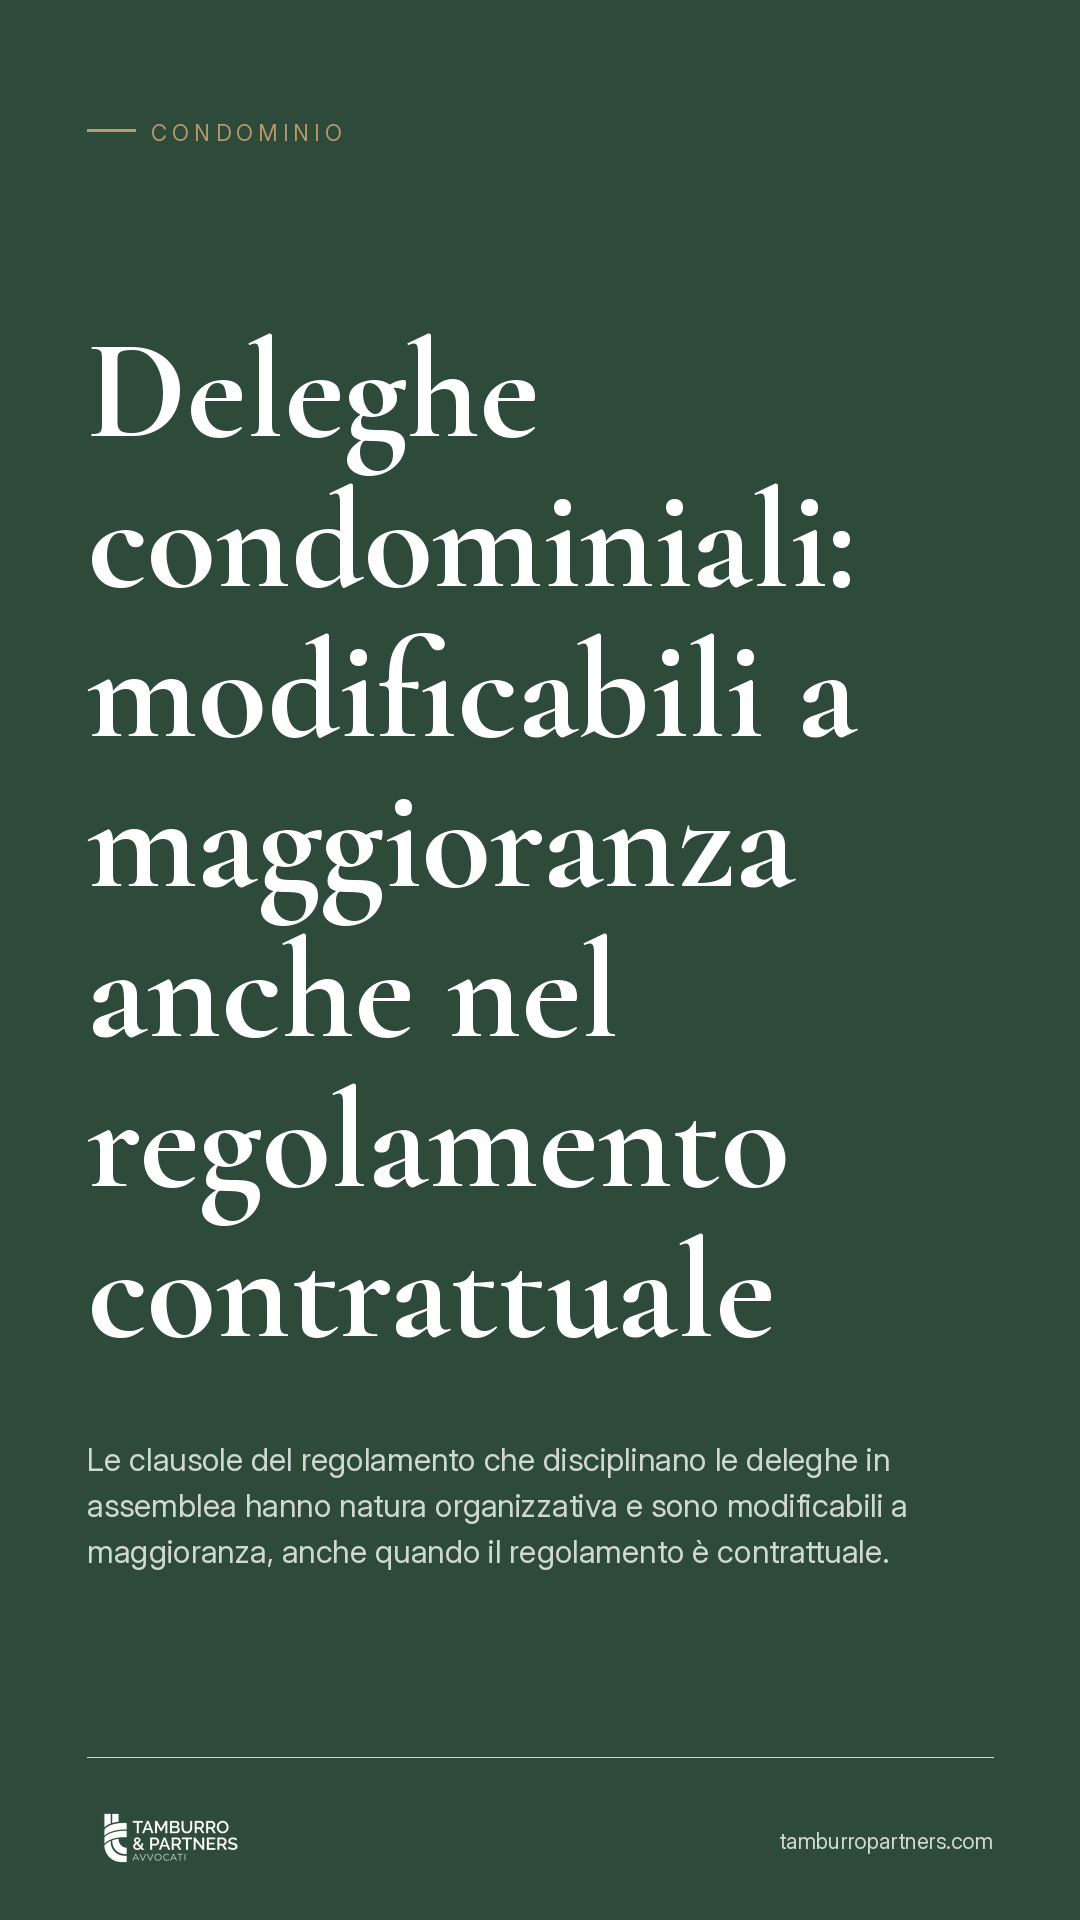 CONDOMINIO
Deleghe
condominiali:
modificabili a
maggioranza
anche nel
regolamento
contrattuale
Le clausole del regolamento che disciplinano le deleghe in
assemblea hanno natura organizzativa e sono modificabili a
maggioranza, anche quando il regolamento è contrattuale.
TAMBURRO
& PARTNERS
AVVOCATI
tamburropartners.com